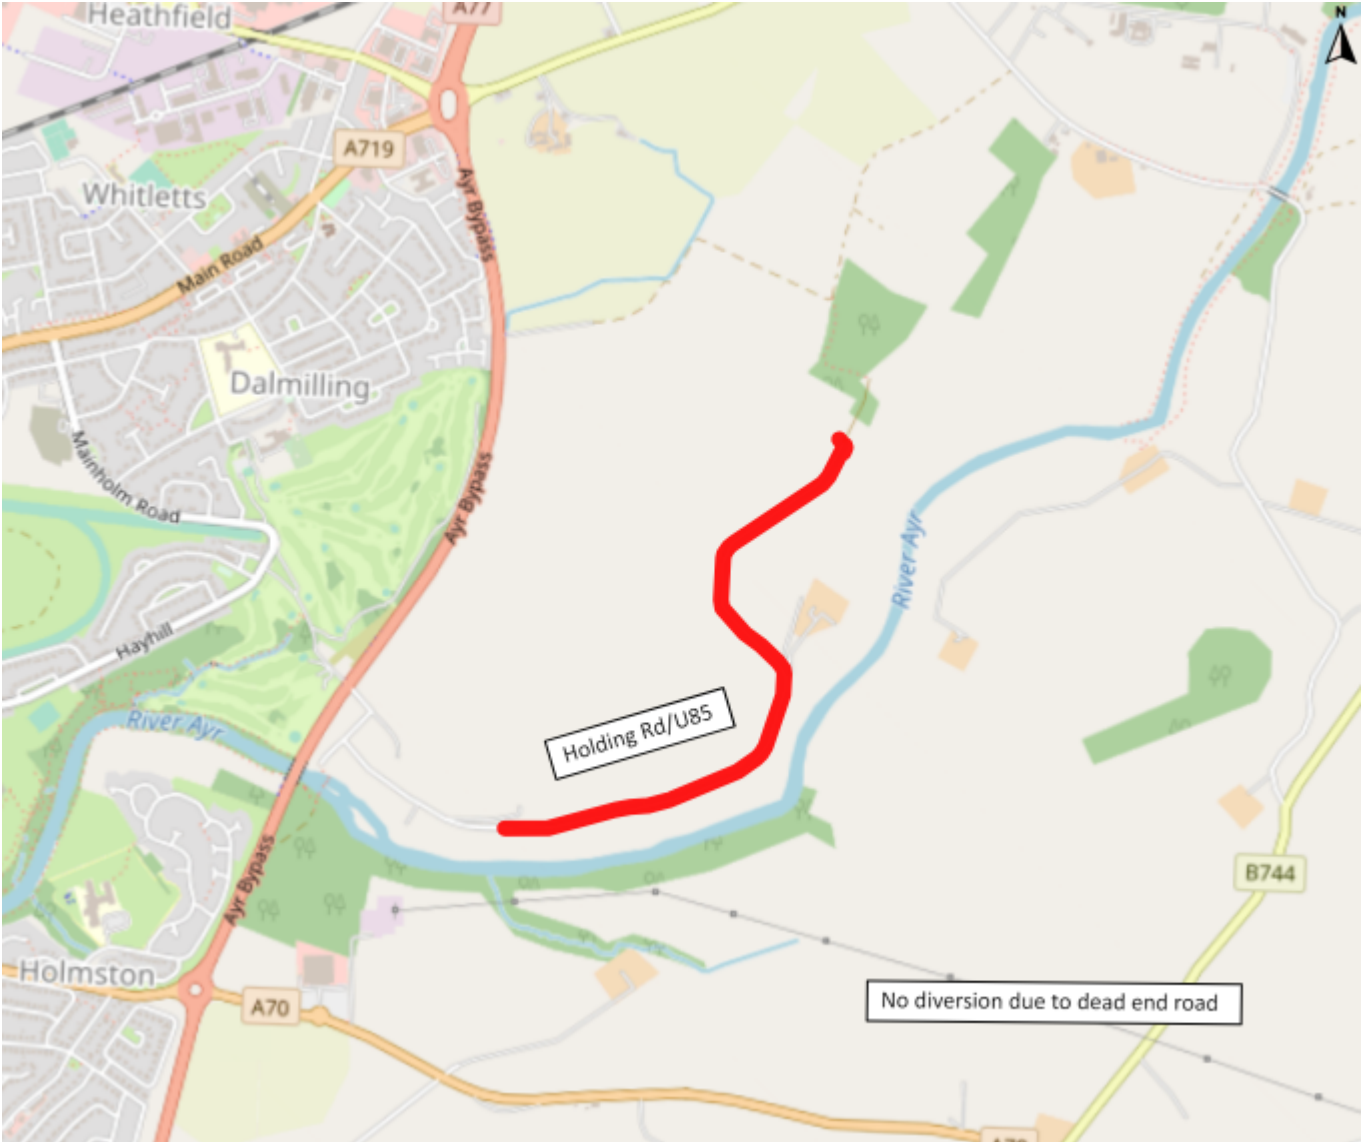 Heathfield
A77
N
A719
Whitletts
Ayr Bypass
Main Road
Dalmilling
Mainholm Road
Ayr Bypass
River Ayr
Hayhill
River Ayr
Holding Rd/U85
Ayr Bypass
B744
Holmston
A70
No diversion due to dead end road